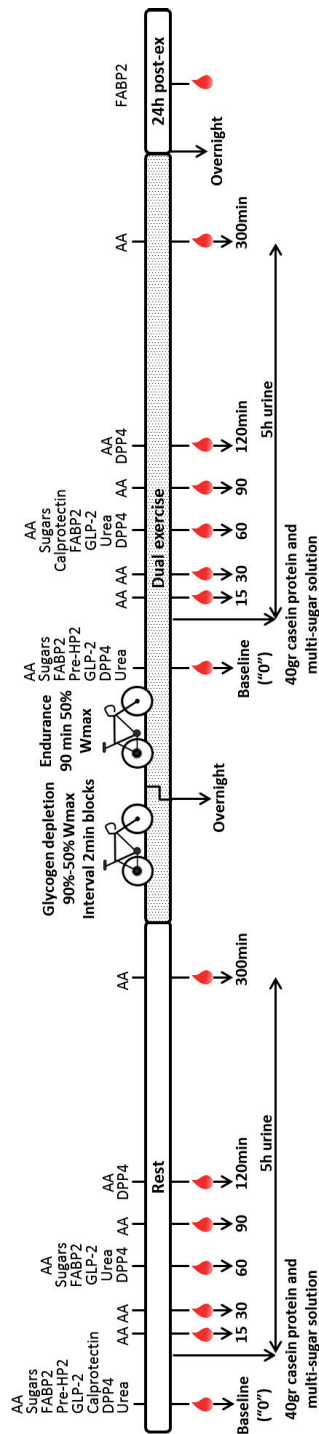 AA
Sugars
FABP2
Pre-HP2
GLP-2
Calprotectin
DPP4
Urea
AA AA
AA
Sugars
FABP2
GLP-2
Urea
DPP4
AA
AA
DPP4
AA
Rest
Baseline
("0")
15
30
60
90
120min
300min
5h urine
40gr casein protein and
multi-sugar solution
Glycogen depletion
90%-50% Wmax
Interval 2min blocks
Overnight
Endurance
90 min 50%
Wmax
AA
Sugars
FABP2
Pre-HP2
GLP-2
DPP4
Urea
AA AA
AA
Sugars
Calprotectin
FABP2
GLP-2
Urea
DPP4
AA
AA
DPP4
AA
Dual exercise
Baseline
("0")
15
30
60
90
120min
300min
5h urine
40gr casein protein and
multi-sugar solution
Overnight
FABP2
24h post-ex